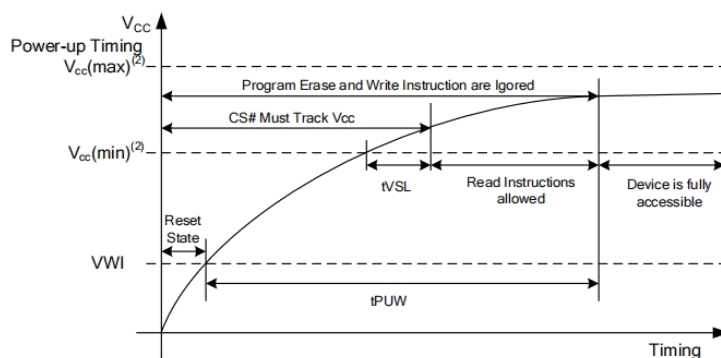 Vcc
Power-up Timing
Vcc(max)(2)
Program Erase and Write Instruction are Igored
CS# Must Track Vcc
Vcc(min)(2)
tVSL
Read Instructions
allowed
Device is fully
accessible
Reset
State
VWI
tPUW
Timing